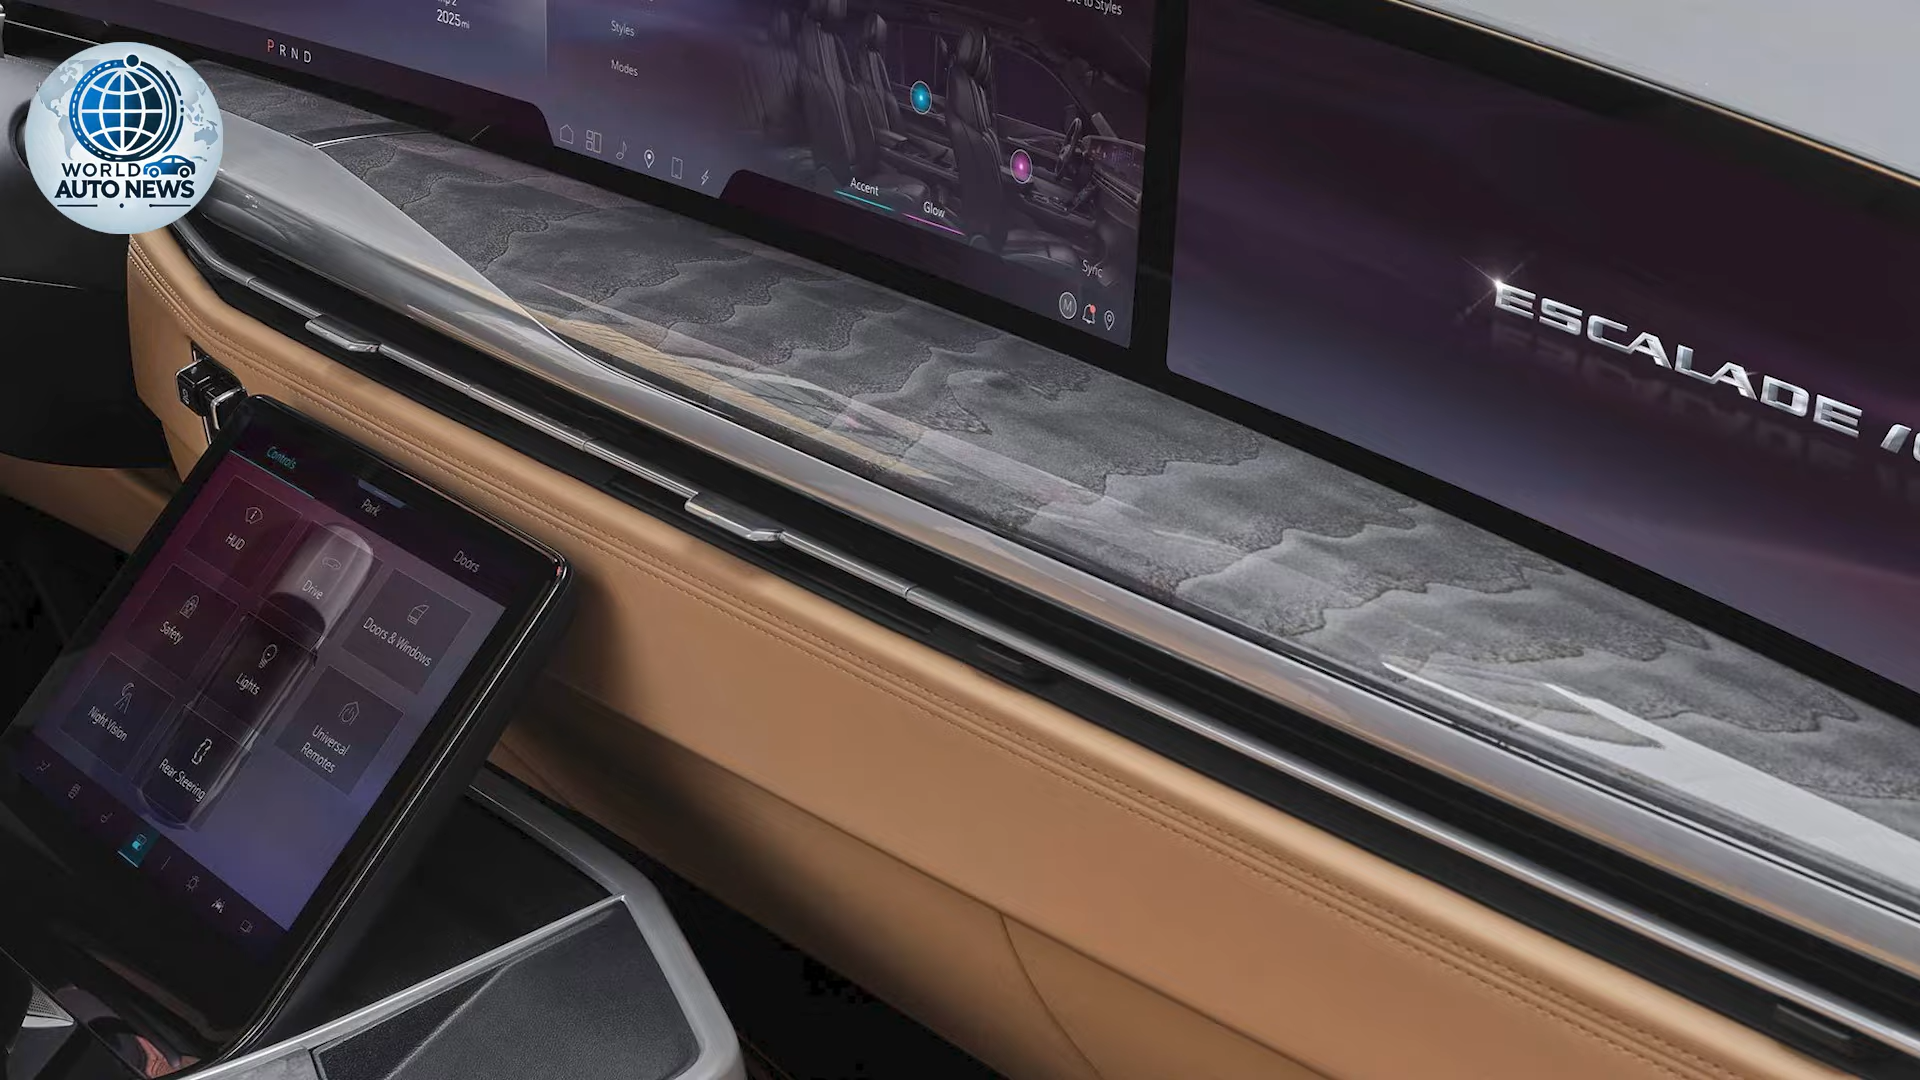 2025mi
Styles
Modes
PRND
WORLD
AUTO NEWS
Accent
Glow
Sync
M
ESCALADE
Controls
Park
Doors
HUD
Drive
Doors & Windows
Safety
Lights
Night Vision
Universal
Remotes
Rear Steering